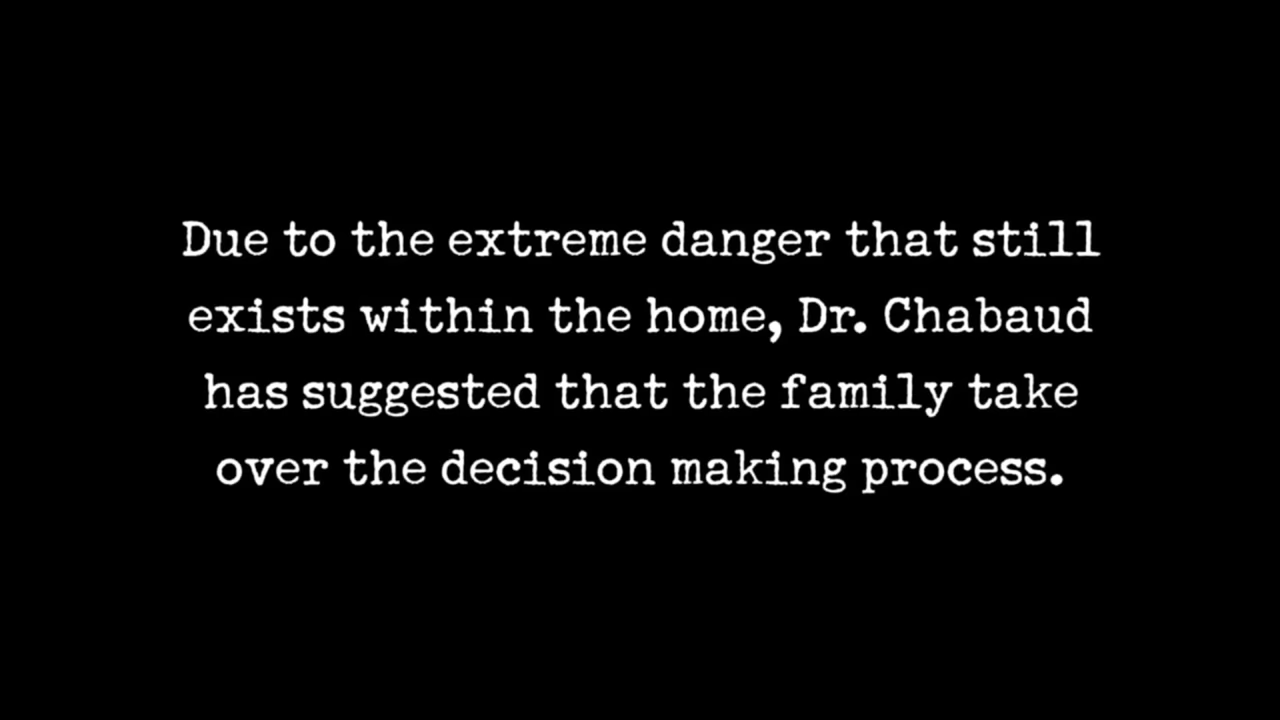 Due to the extreme danger that still
exists within the home, Dr. Chabaud
has suggested that the family take
over the decision making process.